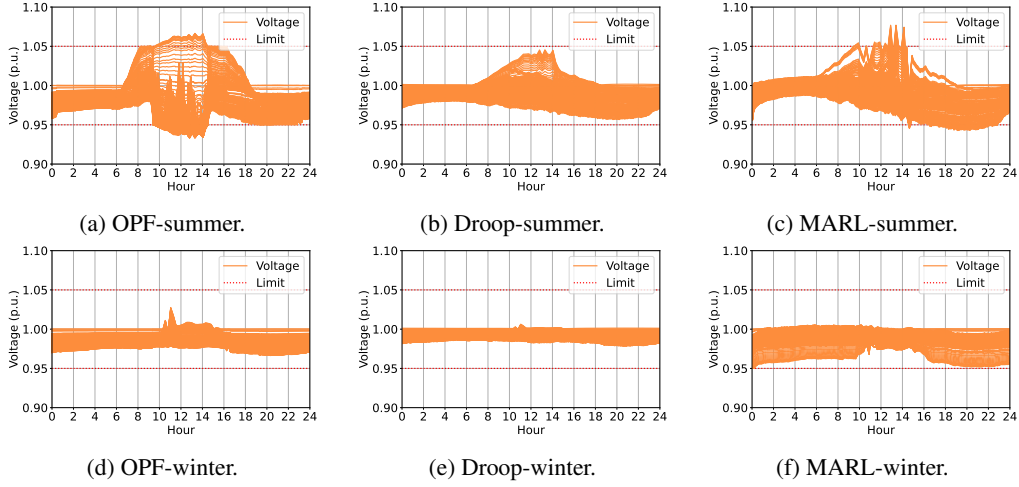 1.10
1.05
1.00
0.95
0.90
Voltage (p.u.)
Voltage
Limit
0 2 4 6 8 10 12 14 16 18 20 22 24
Hour
(a) OPF-summer.
1.10
1.05
1.00
0.95
0.90
Voltage (p.u.)
Voltage
Limit
0 2 4 6 8 10 12 14 16 18 20 22 24
Hour
(b) Droop-summer.
1.10
1.05
1.00
0.95
0.90
Voltage (p.u.)
Voltage
Limit
0 2 4 6 8 10 12 14 16 18 20 22 24
Hour
(c) MARL-summer.
1.10
1.05
1.00
0.95
0.90
Voltage (p.u.)
Voltage
Limit
0 2 4 6 8 10 12 14 16 18 20 22 24
Hour
(d) OPF-winter.
1.10
1.05
1.00
0.95
0.90
Voltage (p.u.)
Voltage
Limit
0 2 4 6 8 10 12 14 16 18 20 22 24
Hour
(e) Droop-winter.
1.10
1.05
1.00
0.95
0.90
Voltage (p.u.)
Voltage
Limit
0 2 4 6 8 10 12 14 16 18 20 22 24
Hour
(f) MARL-winter.